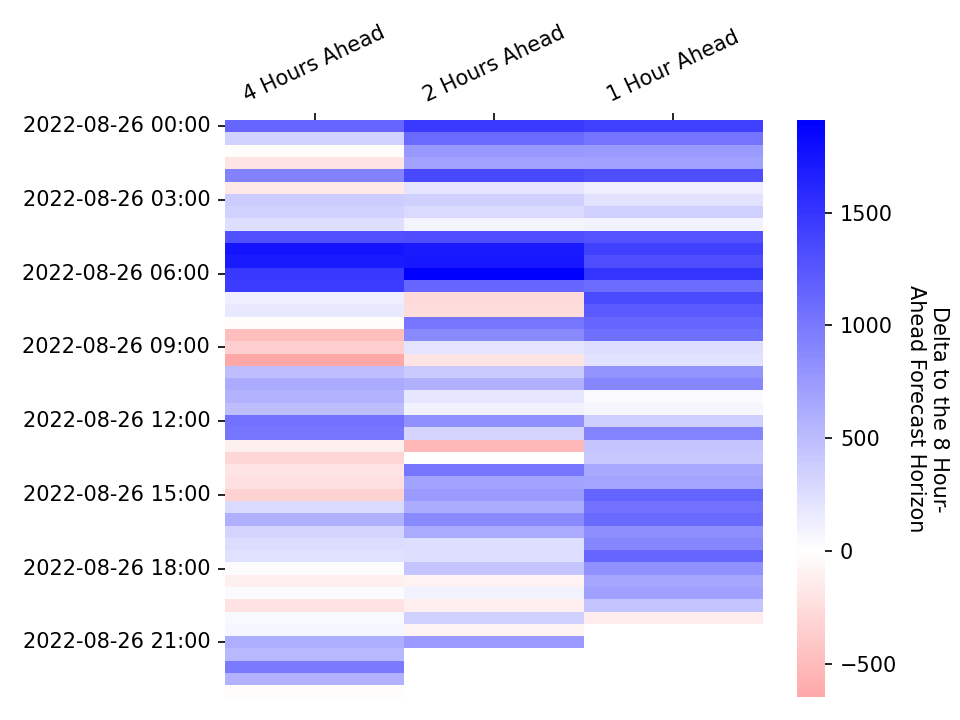 4 Hours Ahead
2 Hours Ahead
1 Hour Ahead
2022-08-26 00:00
2022-08-26 03:00
2022-08-26 06:00
2022-08-26 09:00
2022-08-26 12:00
2022-08-26 15:00
2022-08-26 18:00
2022-08-26 21:00
1500
1000
500
0
−500
Delta to the 8 Hour-
Ahead Forecast Horizon